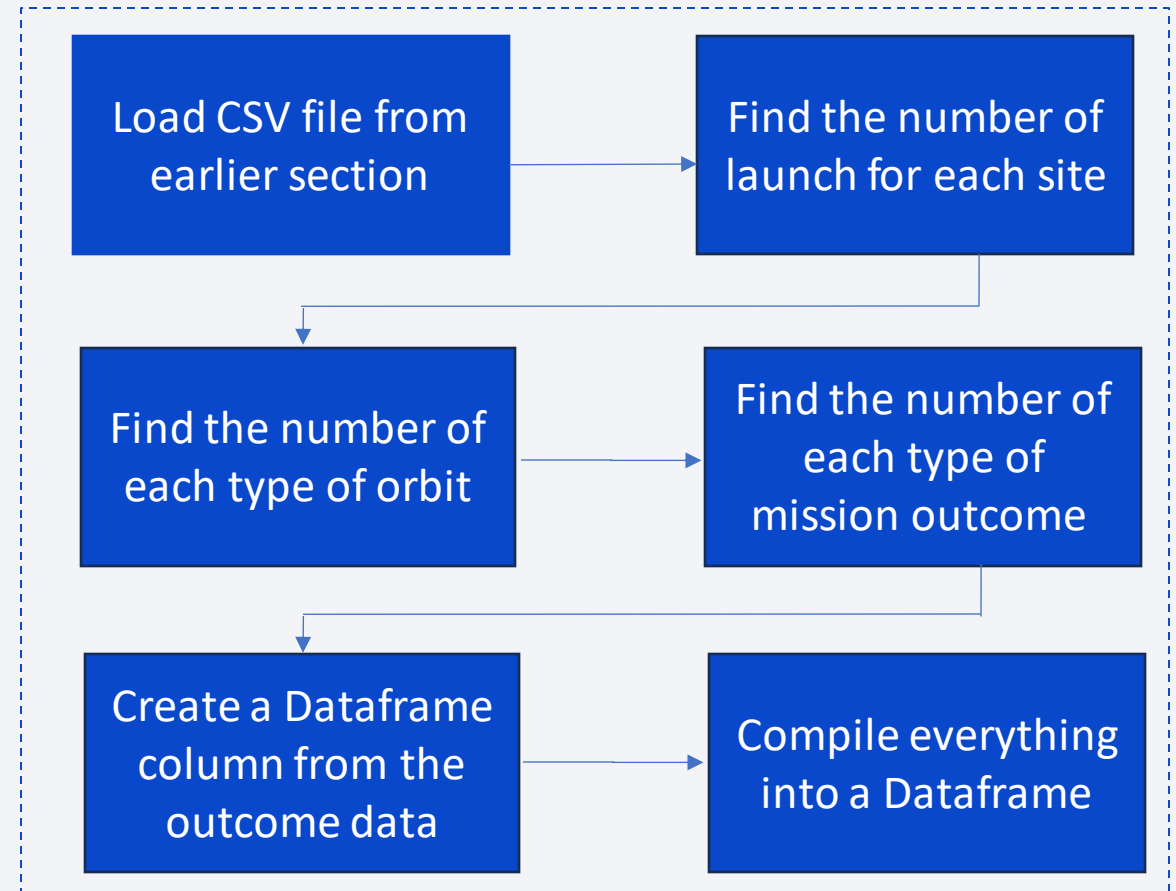 Load CSV file from
earlier section
Find the number of
launch for each site
Find the number of
each type of orbit
Find the number of
each type of
mission outcome
Create a Dataframe
column from the
outcome data
Compile everything
into a Dataframe